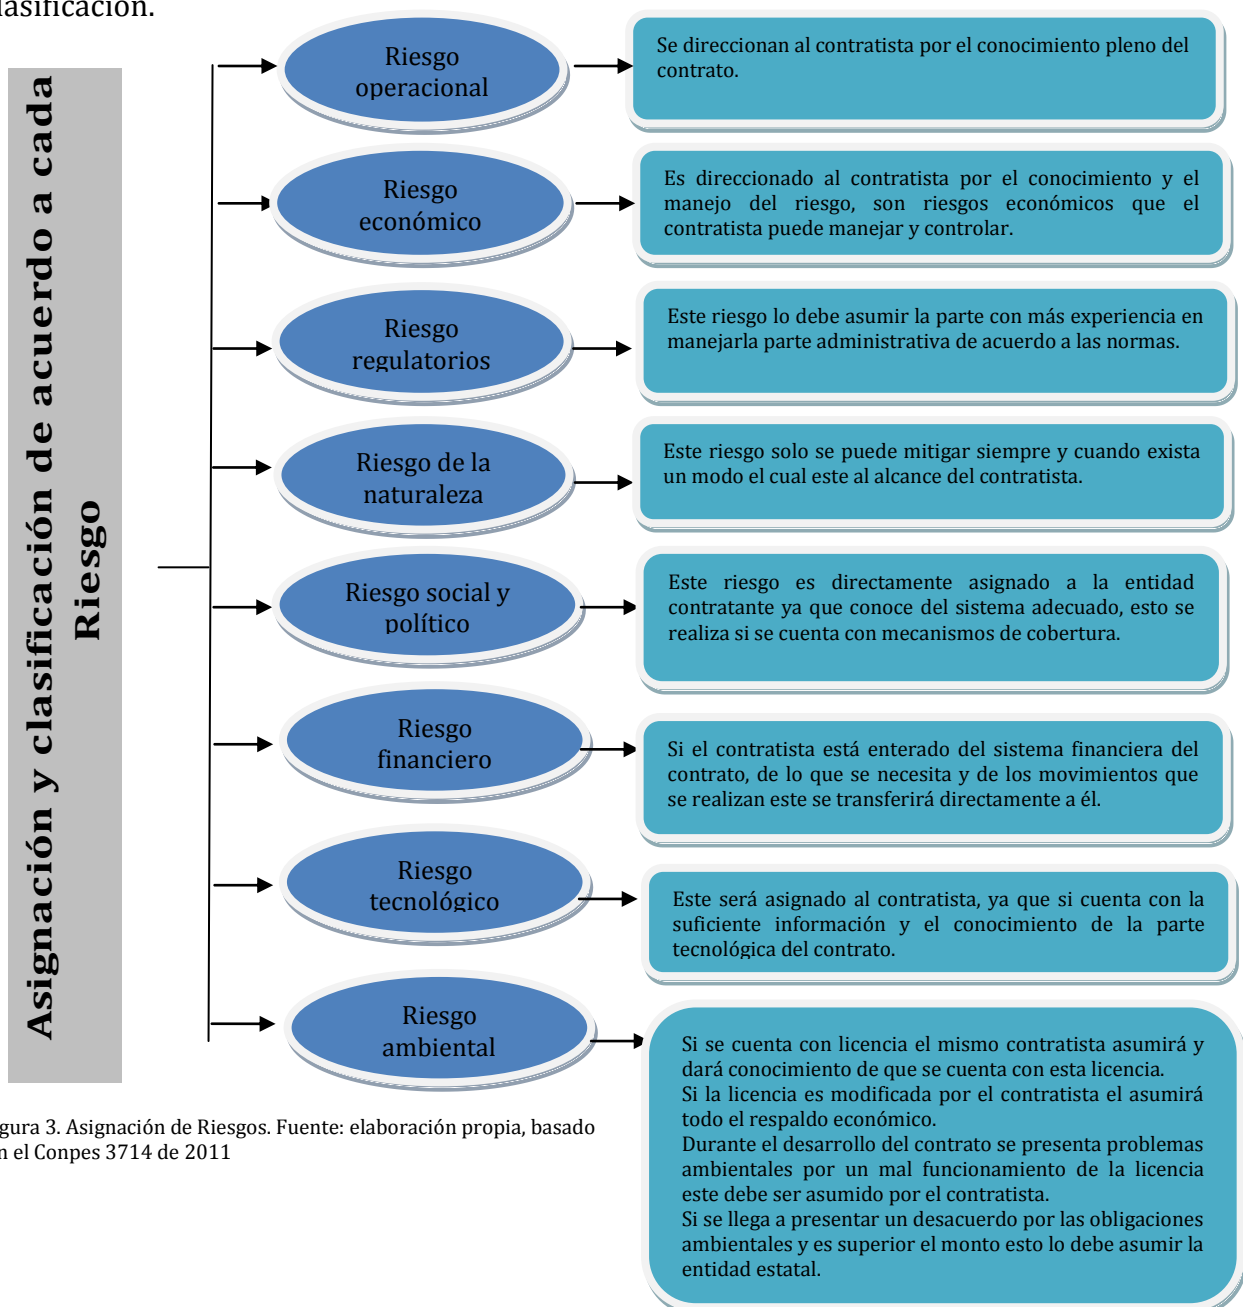 lasificación.
Asignación y clasificación de acuerdo a cada
Riesgo
Riesgo
operacional
Se direccionan al contratista por el conocimiento pleno del
contrato.
Riesgo
económico
Es direccionado al contratista por el conocimiento y el
manejo del riesgo, son riesgos económicos que el
contratista puede manejar y controlar.
Riesgo
regulatorios
Este riesgo lo debe asumir la parte con más experiencia en
manejarla parte administrativa de acuerdo a las normas.
Riesgo de la
naturaleza
Este riesgo solo se puede mitigar siempre y cuando exista
un modo el cual este al alcance del contratista.
Riesgo social y
político
Este riesgo es directamente asignado a la entidad
contratante ya que conoce del sistema adecuado, esto se
realiza si se cuenta con mecanismos de cobertura.
Riesgo
financiero
Si el contratista está enterado del sistema financiera del
contrato, de lo que se necesita y de los movimientos que
se realizan este se transferirá directamente a él.
Riesgo
tecnológico
Este será asignado al contratista, ya que si cuenta con la
suficiente información y el conocimiento de la parte
tecnológica del contrato.
Riesgo
ambiental
Si se cuenta con licencia el mismo contratista asumirá y
dará conocimiento de que se cuenta con esta licencia.
Si la licencia es modificada por el contratista el asumirá
todo el respaldo económico.
Durante el desarrollo del contrato se presenta problemas
ambientales por un mal funcionamiento de la licencia
este debe ser asumido por el contratista.
Si se llega a presentar un desacuerdo por las obligaciones
ambientales y es superior el monto esto lo debe asumir la
entidad estatal.
gura 3. Asignación de Riesgos. Fuente: elaboración propia, basado
n el Conpes 3714 de 2011